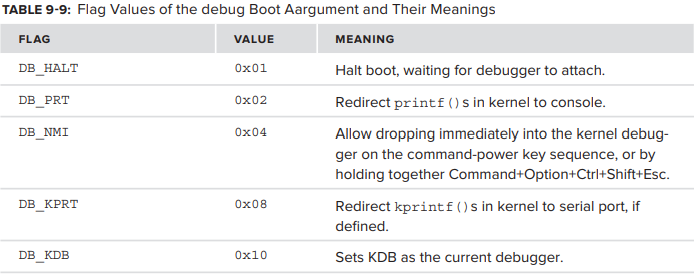 TABLE 9-9: Flag Values of the debug Boot Aargument and Their Meanings
FLAG VALUE MEANING
DB_HALT 0x01 Halt boot, waiting for debugger to attach.
DB_PRT 0x02 Redirect printf()s in kernel to console.
DB_NMI 0x04 Allow dropping immediately into the kernel debug-
ger on the command-power key sequence, or by
holding together Command+Option+Ctrl+Shift+Esc.
DB_KPRT 0x08 Redirect kprintf()s in kernel to serial port, if
defined.
DB_KDB 0x10 Sets KDB as the current debugger.